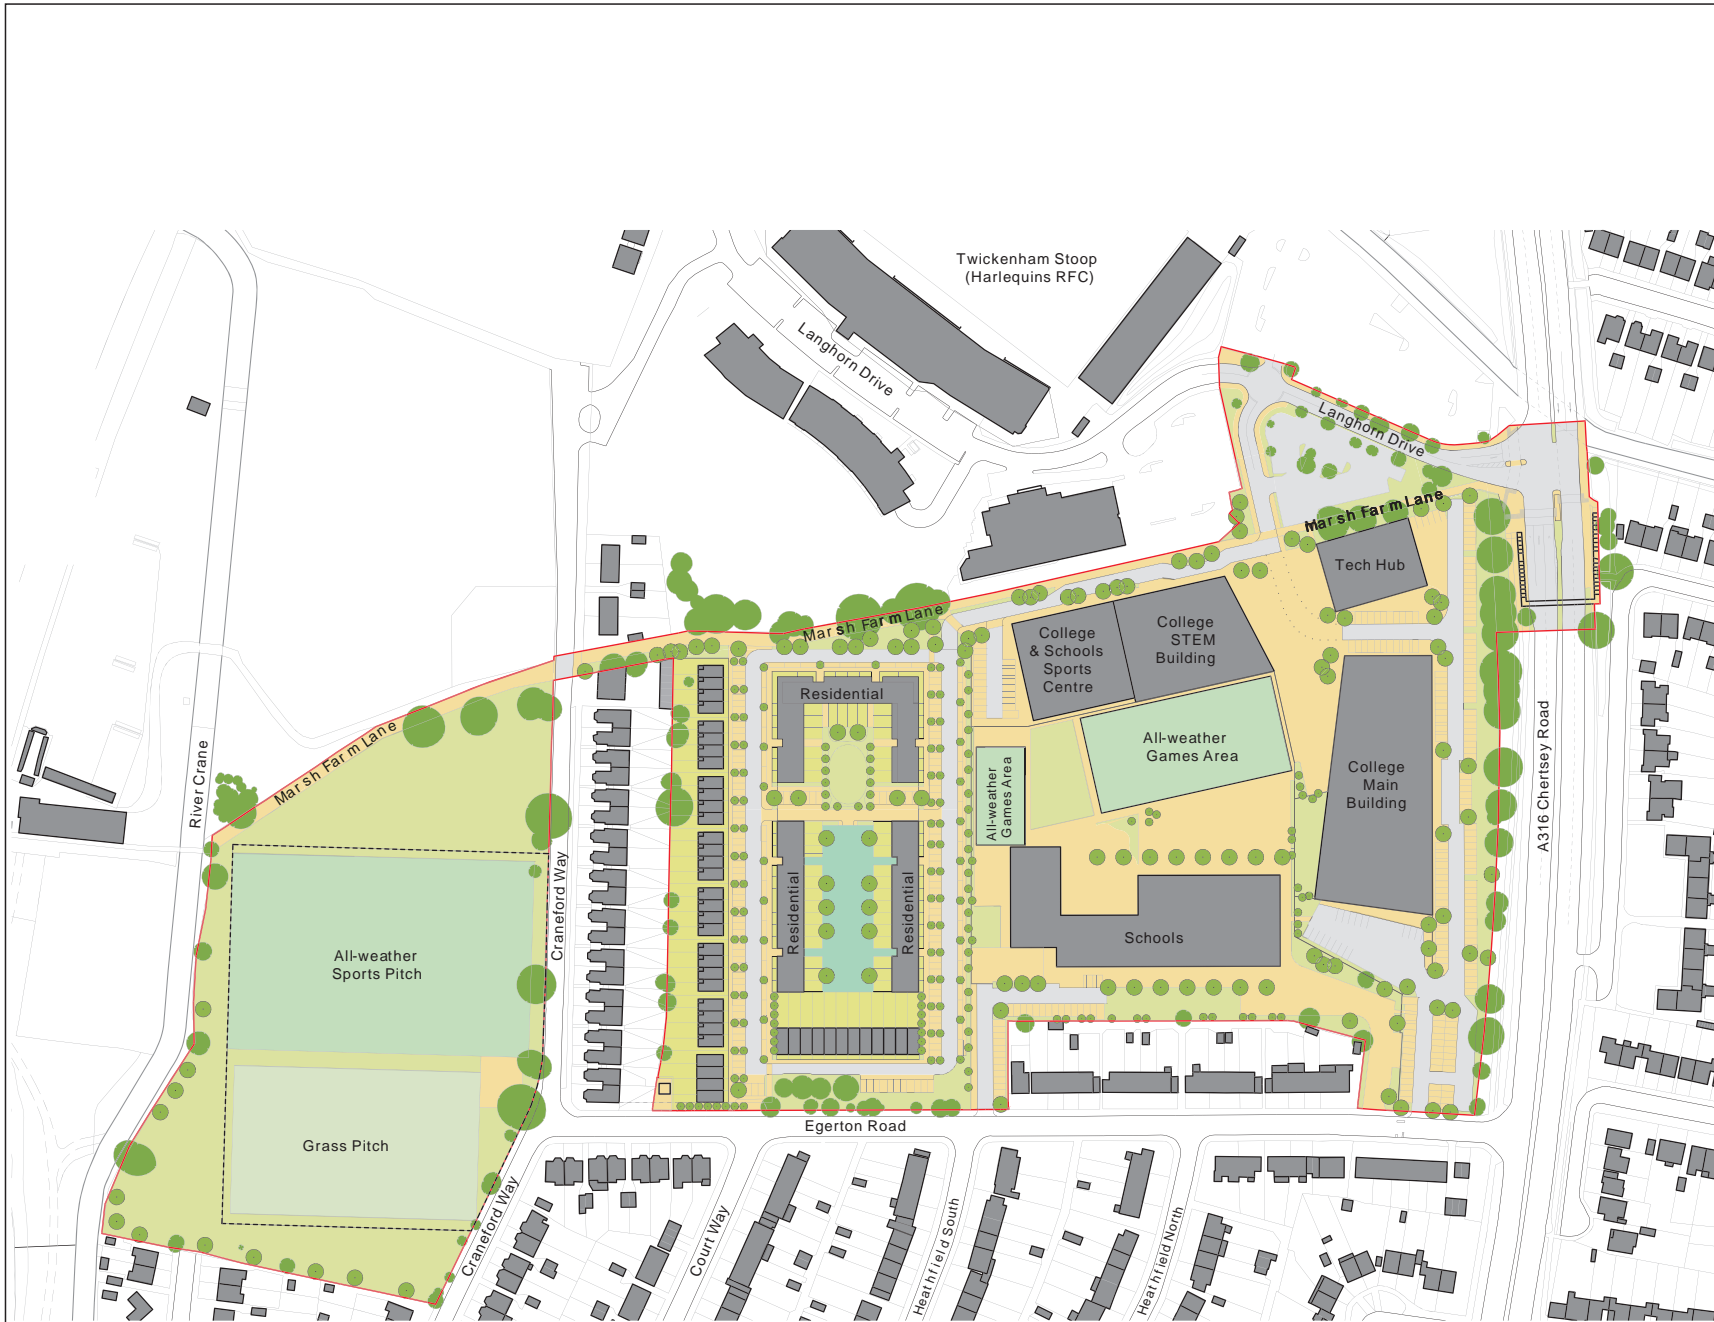 Twickenham Stoop
(Harlequins RFC)
Langhorn Drive
Langhorn Drive
Marsh Farm Lane
Tech Hub
Marsh Farm Lane
College
& Schools
Sports
Centre
College
STEM
Building
Residential
Marsh Farm Lane
River Crane
All-weather
Games Area
All-weather
Games Area
College
Main
Building
A316 Chertsey Road
Craneford Way
Residential
Residential
Schools
All-weather
Sports Pitch
Grass Pitch
Egerton Road
Craneford Way
Court Way
Heathfield South
Heathfield North